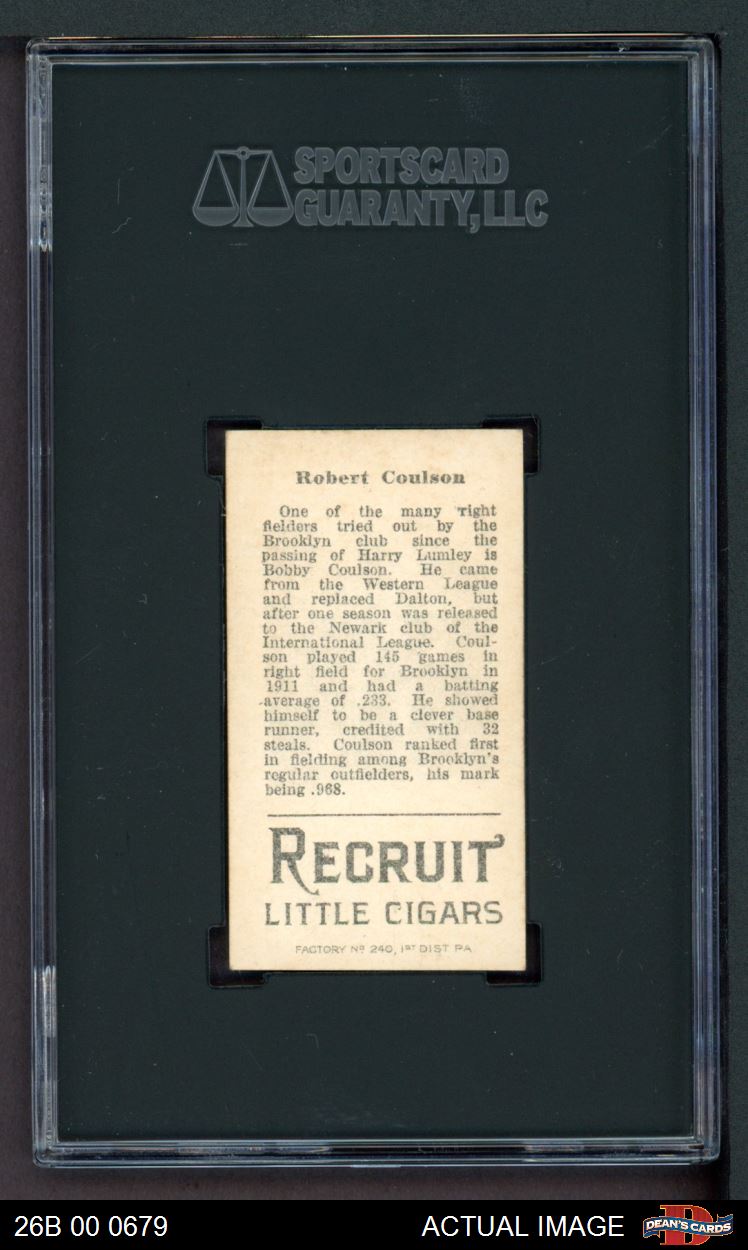 SPORTSCARD
GUARANTY, LLC
Robert Coulson
One of the many right
fielders tried out by the
Brooklyn club since the
passing of Harry Lumley is
Bobby Coulson. He came
from the Western League
and replaced Dalton, but
after one season was released
to the Newark club of the
International League. Coul-
son played 145 games in
right field for Brooklyn in
1911 and had a batting
average of .233. He showed
himself to be a clever base
runner, credited with 32
steals. Coulson ranked first
in fielding among Brooklyn's
regular outfielders, his mark
being .968.
RECRUIT
LITTLE CIGARS
FACTORY Nº 240, 1ST DIST PA
26B 00 0679
ACTUAL IMAGE
D
DEAN'S CARDS